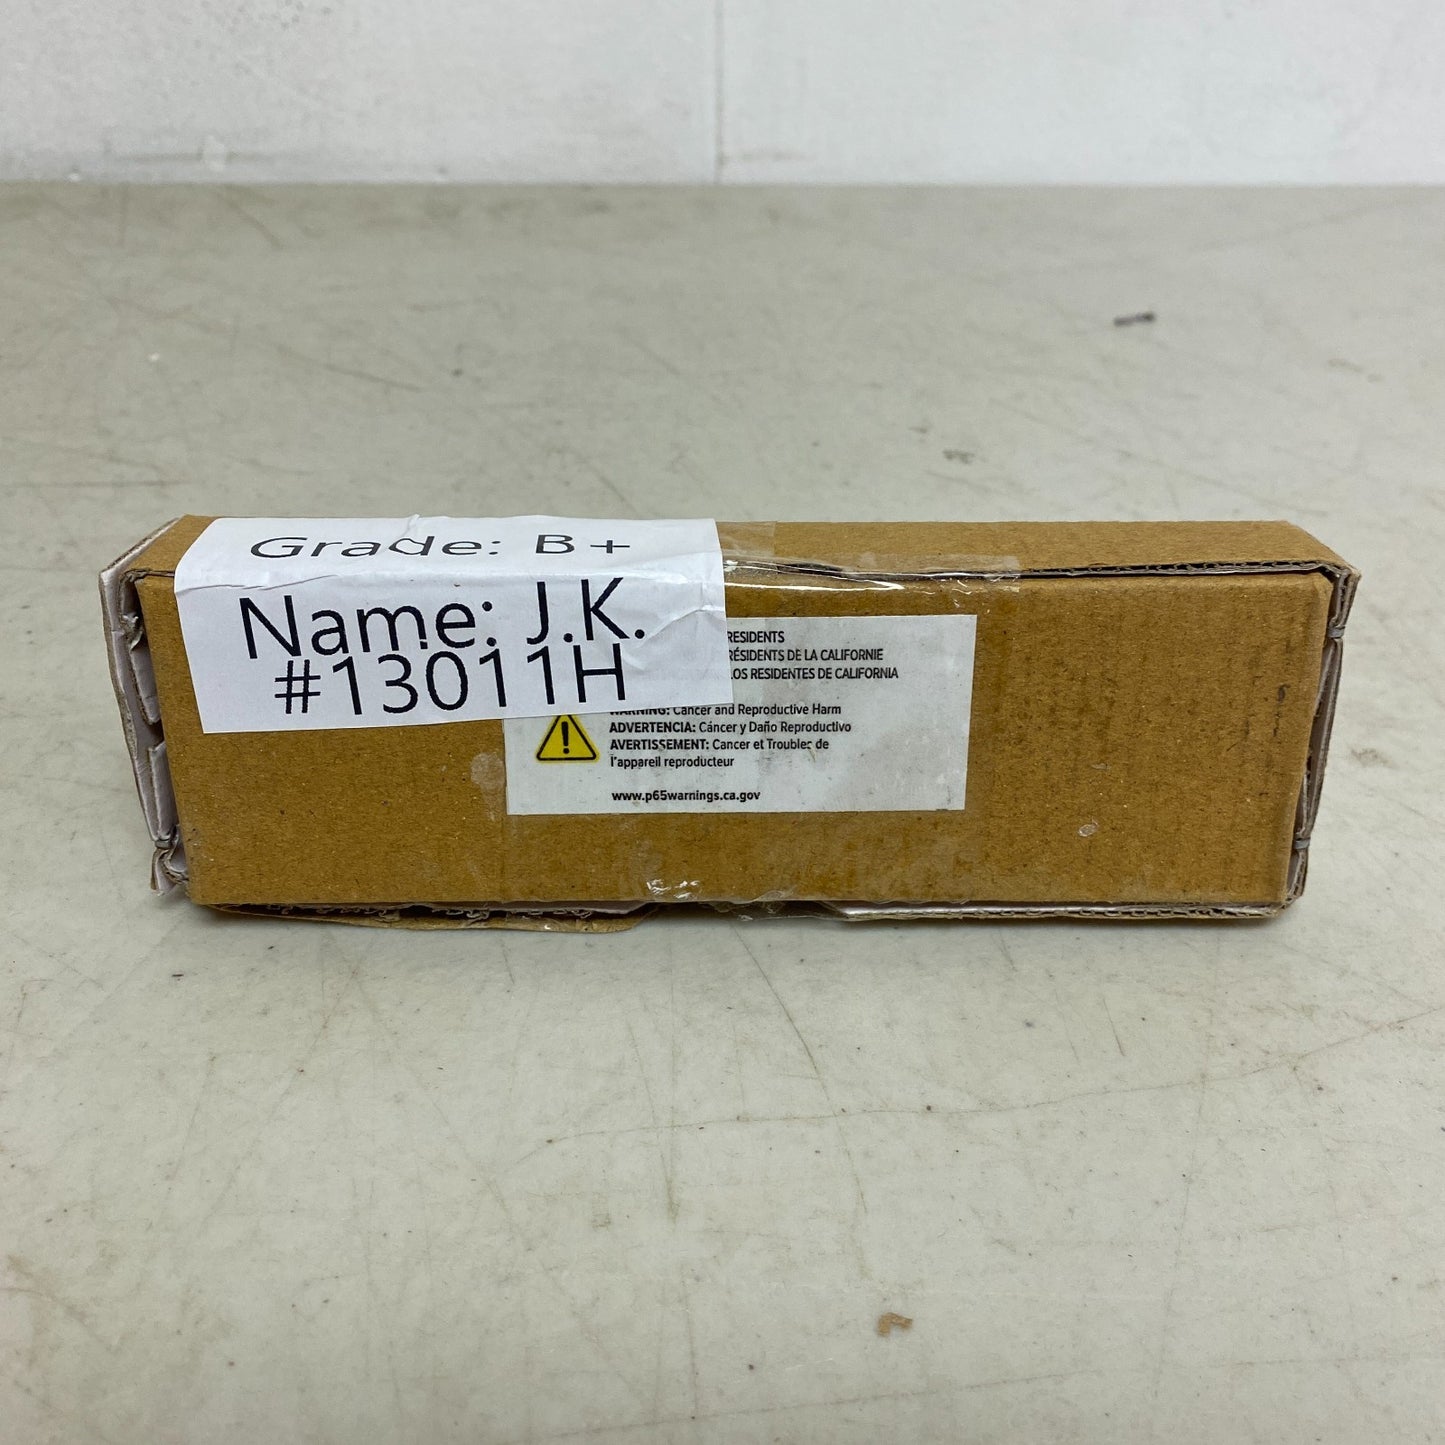 Grade: B+
Name: J.K.
#13011H
RESIDENTS
RÉSIDENTS DE LA CALIFORNIE
LOS RESIDENTES DE CALIFORNIA
WARNING: Cancer and Reproductive Harm
ADVERTENCIA: Cáncer y Daño Reproductivo
AVERTISSEMENT: Cancer et Troubles de
l'appareil reproducteur
www.p65warnings.ca.gov